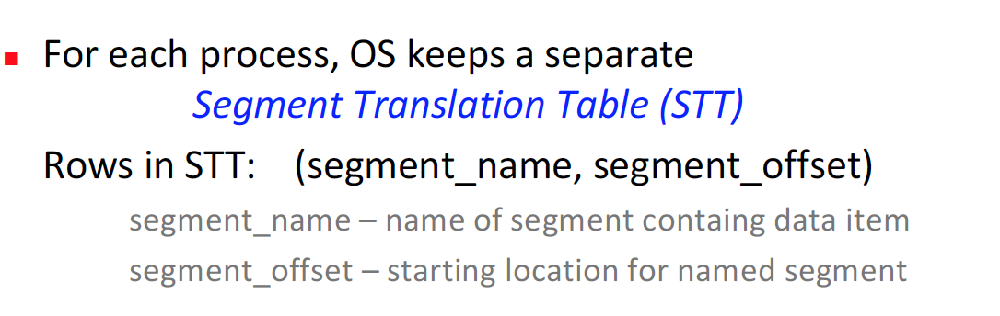 For each process, OS keeps a separate
Segment Translation Table (STT)
Rows in STT: (segment_name, segment_offset)
segment_name – name of segment containg data item
segment_offset – starting location for named segment